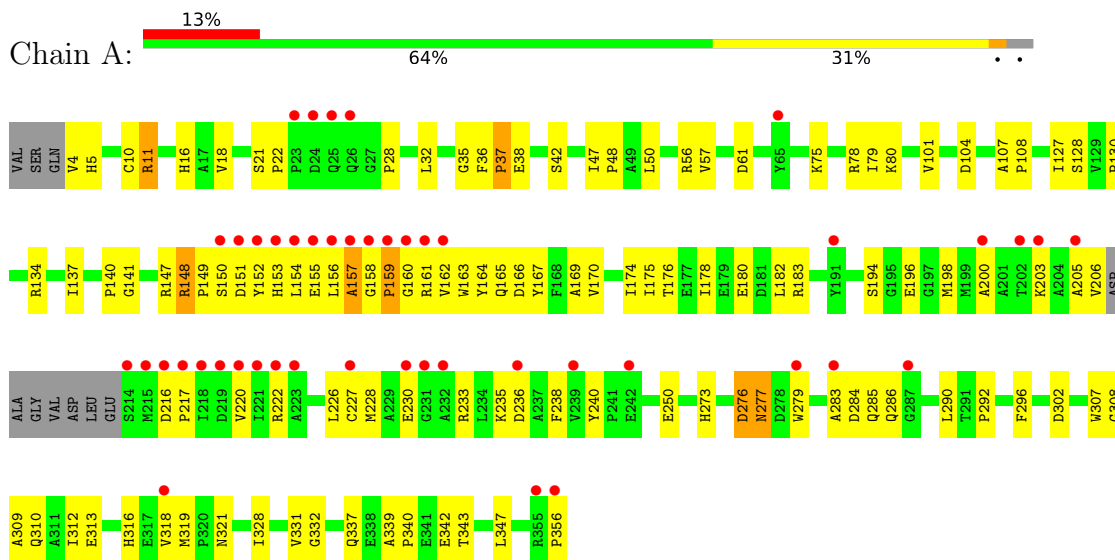 13%
Chain A:
64% 31% . .
VAL SER GLN V4 H5 C10 R11 H16 A17 V18 S21 P22 P23 D24 Q25 Q26 G27 P28 L32 G35 F36 P37 E38 S42 I47 P48 A49 L50 R56 V57 D61 Y65 K75 R78 I79 K80 V101 D104 A107 P108 I127 S128 V129
R134 I137 P140 G141 R147 R148 P149 S150 D151 Y152 H153 L154 E155 L156 A157 G158 P159 G160 R161 V162 W163 Y164 Q165 D166 Y167 F168 A169 V170 I174 I175 T176 E177 I178 E179 E180 D181 L182 R183 Y191 S194 G195 E196 G197 M198 M199 A200 A201 T202 K203 A204 A205 V206 ASP
ALA GLY VAL ASP LEU GLU S214 M215 D216 P217 I218 D219 V220 I221 R222 A223 L226 C227 M228 A229 E230 G231 A232 R233 L234 K235 D236 A237 F238 V239 Y240 P241 E242 E250 H273 D276 N277 D278 W279 A283 D284 Q285 Q286 G287 L290 T291 P292 F296 D302 W307
A309 Q310 A311 I312 E313 H316 E317 V318 M319 P320 N321 I328 V331 G332 Q337 E338 A339 P340 E341 E342 T343 L347 R355 P356